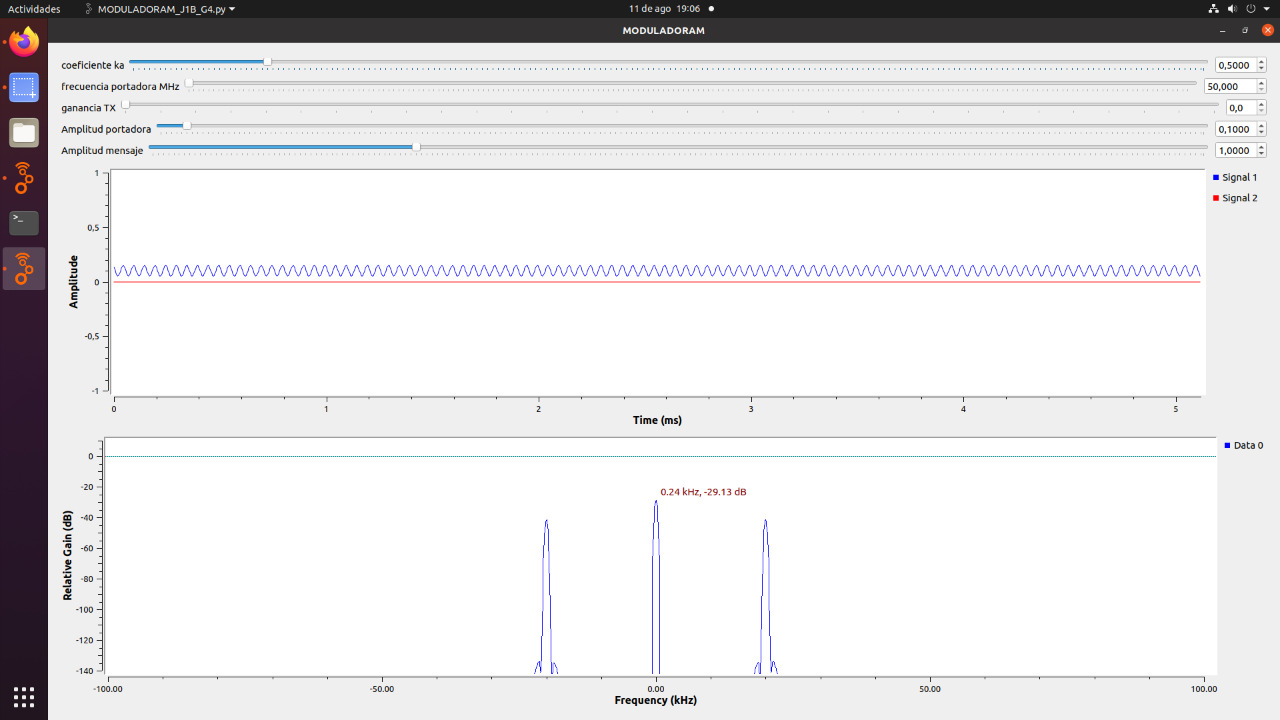 Actividades MODULADORAM_J1B_G4.py 11 de ago 19:06
MODULADORAM
coeficiente ka 0,5000
frecuencia portadora MHz 50,000
ganancia TX 0,0
Amplitud portadora 0,1000
Amplitud mensaje 1,0000
1
0,5
0
-0,5
-1
Amplitude
0 1 2 3 4 5
Time (ms)
Signal 1
Signal 2
0
-20
-40
-60
-80
-100
-120
-140
Relative Gain (dB)
0.24 kHz, -29.13 dB
-100.00 -50.00 0.00 50.00 100.00
Frequency (kHz)
Data 0